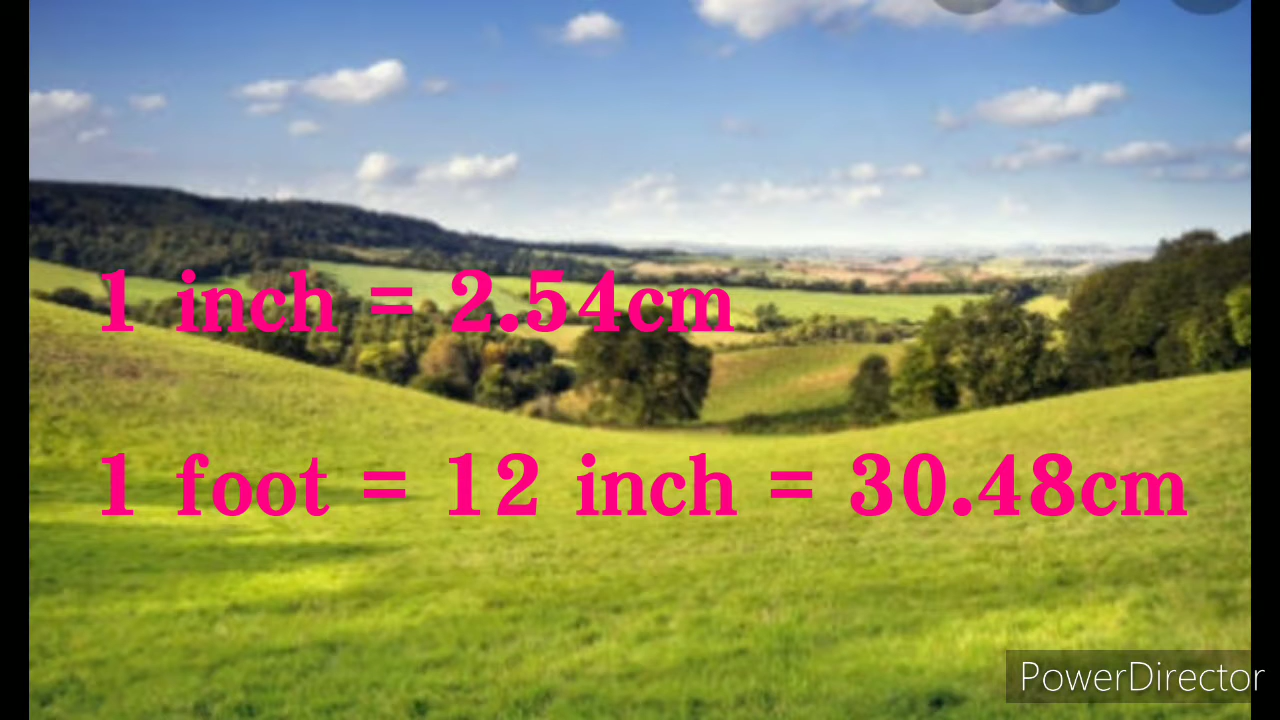 1 inch = 2.54cm
1 foot = 12 inch = 30.48cm
PowerDirector